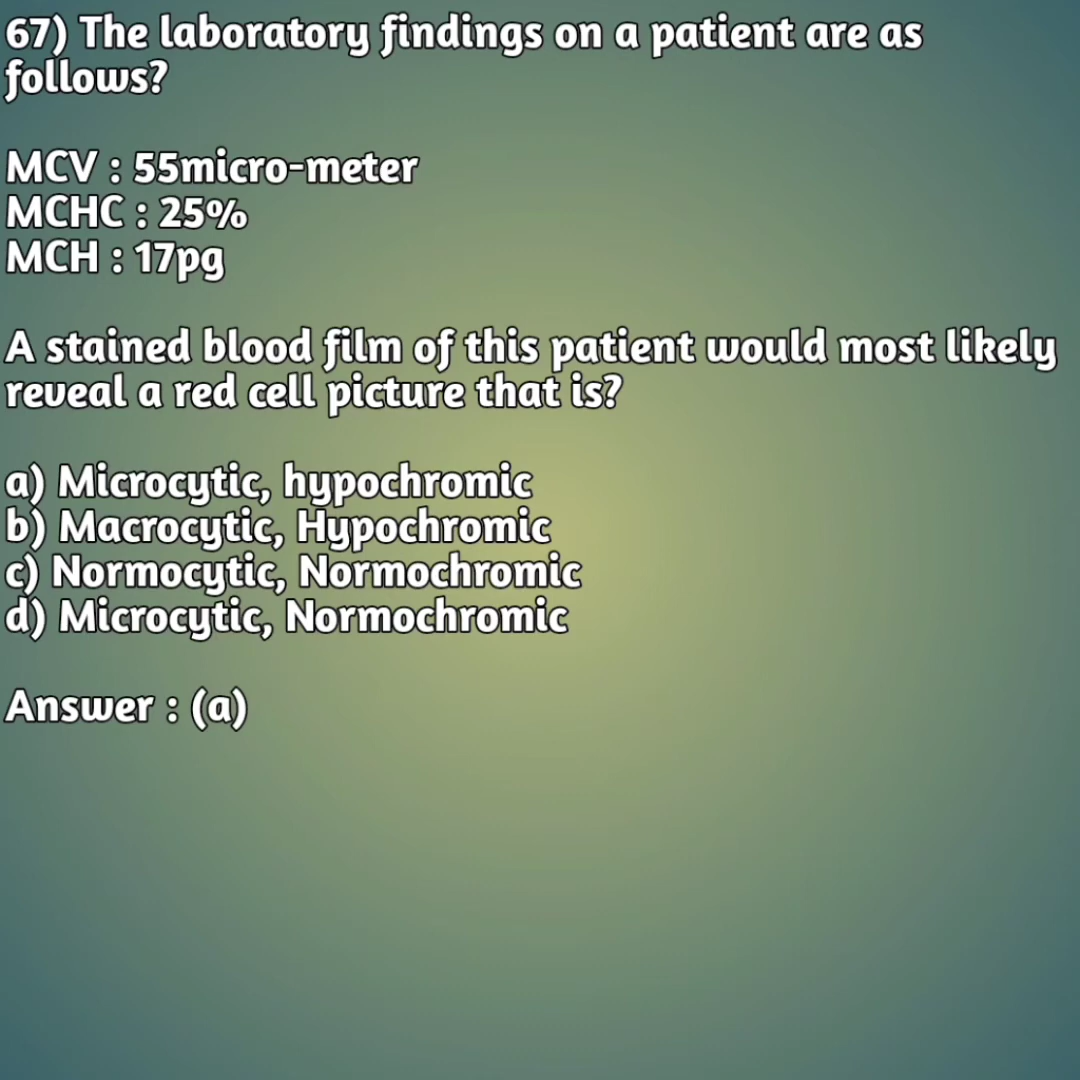 67) The laboratory findings on a patient are as
follows?
MCV : 55micro-meter
MCHC : 25%
MCH : 17pg
A stained blood film of this patient would most likely
reveal a red cell picture that is?
a) Microcytic, hypochromic
b) Macrocytic, Hypochromic
c) Normocytic, Normochromic
d) Microcytic, Normochromic
Answer : (a)